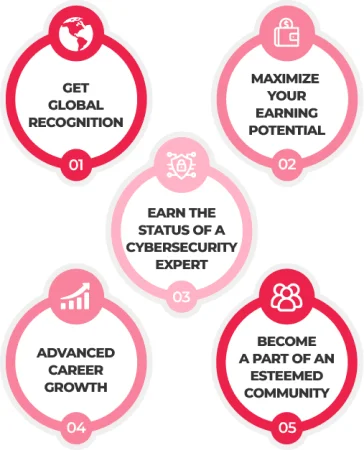 GET
GLOBAL
RECOGNITION
01
MAXIMIZE
YOUR
EARNING
POTENTIAL
02
EARN THE
STATUS OF A
CYBERSECURITY
EXPERT
03
ADVANCED
CAREER
GROWTH
04
BECOME
A PART OF AN
ESTEEMED
COMMUNITY
05